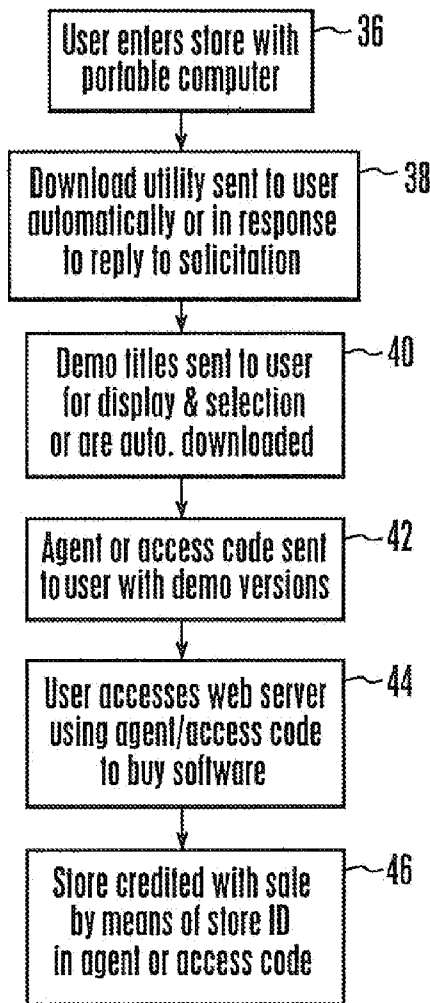 User enters store with
portable computer
36
Download utility sent to user
automatically or in response
to reply to solicitation
38
Demo titles sent to user
for display & selection
or are auto. downloaded
40
Agent or access code sent
to user with demo versions
42
User accesses web server
using agent/access code
to buy software
44
Store credited with sale
by means of store ID
in agent or access code
46